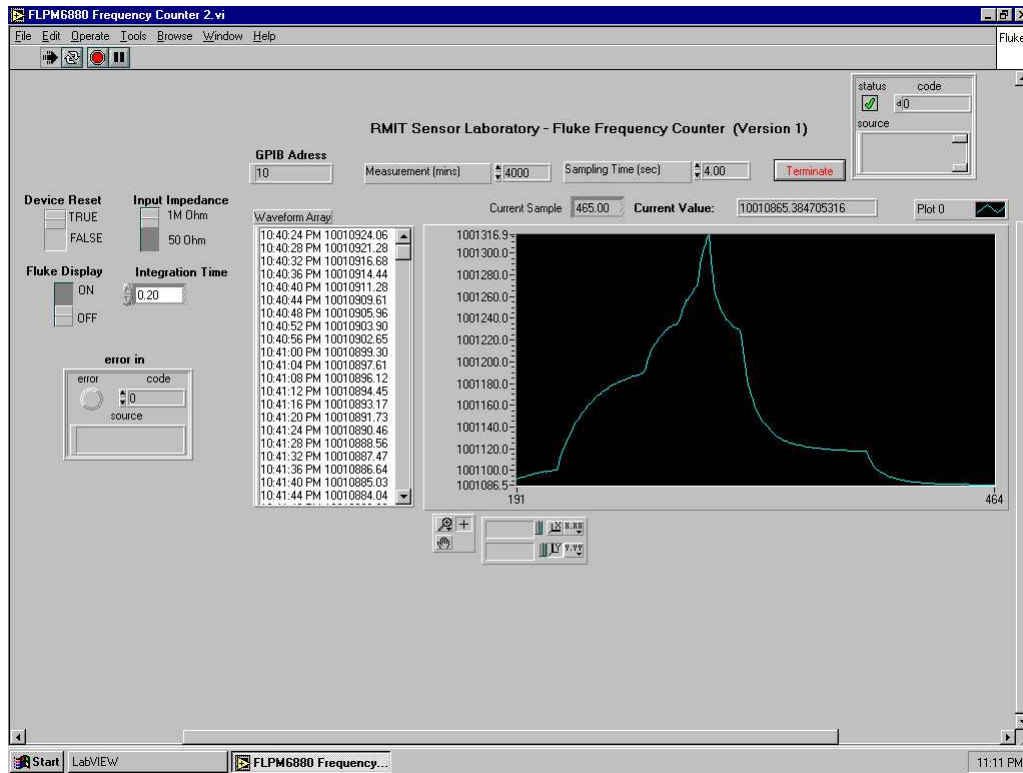 FLPM6880 Frequency Counter 2.vi
File Edit Operate Tools Browse Window Help
Fluke
status code
0
source
RMIT Sensor Laboratory - Fluke Frequency Counter (Version 1)
GPIB Adress
10
Measurement (mins) 4000
Sampling Time (sec) 4.00
Terminate
Device Reset
TRUE
FALSE
Input Impedance
1M Ohm
50 Ohm
Fluke Display
ON
OFF
Integration Time
0.20
error in
error code
0
source
Current Sample 465.00
Current Value: 10010865.384705316
Plot 0
Waveform Array
10:40:24 PM 10010924.06
10:40:28 PM 10010921.28
10:40:32 PM 10010916.68
10:40:36 PM 10010914.44
10:40:40 PM 10010911.28
10:40:44 PM 10010909.61
10:40:48 PM 10010905.96
10:40:52 PM 10010903.90
10:40:56 PM 10010902.65
10:41:00 PM 10010899.30
10:41:04 PM 10010897.61
10:41:08 PM 10010896.12
10:41:12 PM 10010894.45
10:41:16 PM 10010893.17
10:41:20 PM 10010891.73
10:41:24 PM 10010890.46
10:41:28 PM 10010888.56
10:41:32 PM 10010887.47
10:41:36 PM 10010886.64
10:41:40 PM 10010885.03
10:41:44 PM 10010884.04
1001316.9
1001300.0
1001280.0
1001260.0
1001240.0
1001220.0
1001200.0
1001180.0
1001160.0
1001140.0
1001120.0
1001100.0
1001086.5
191
464
X X.XX
Y Y.YY
Start
LabVIEW
FLPM6880 Frequency...
11:11 PM